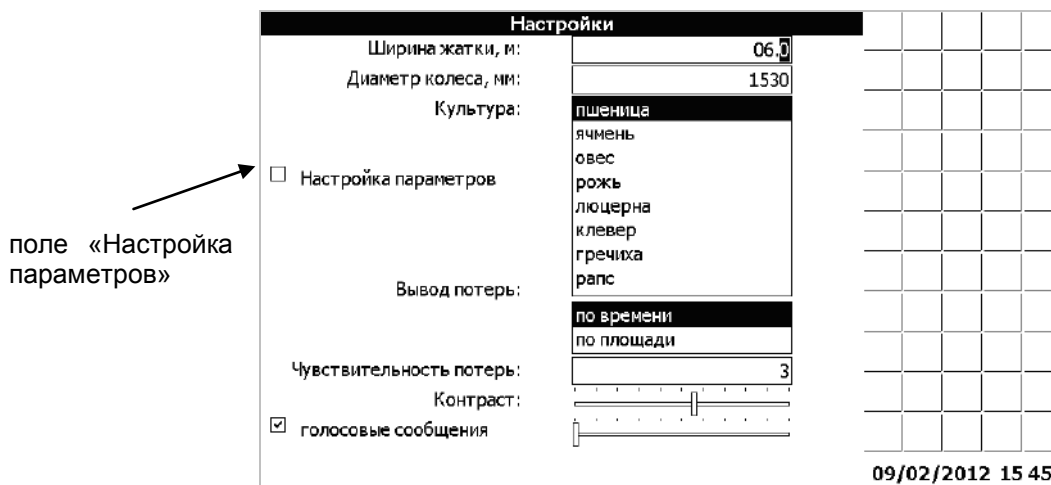 Настройки
Ширина жатки, м: 06.0
Диаметр колеса, мм: 1530
Культура: пшеница
ячмень
овес
Настройка параметров
рожь
люцерна
клевер
гречиха
рапс
поле «Настройка
параметров»
Вывод потерь:
по времени
по площади
Чувствительность потерь: 3
Контраст:
голосовые сообщения
09/02/2012 15 45